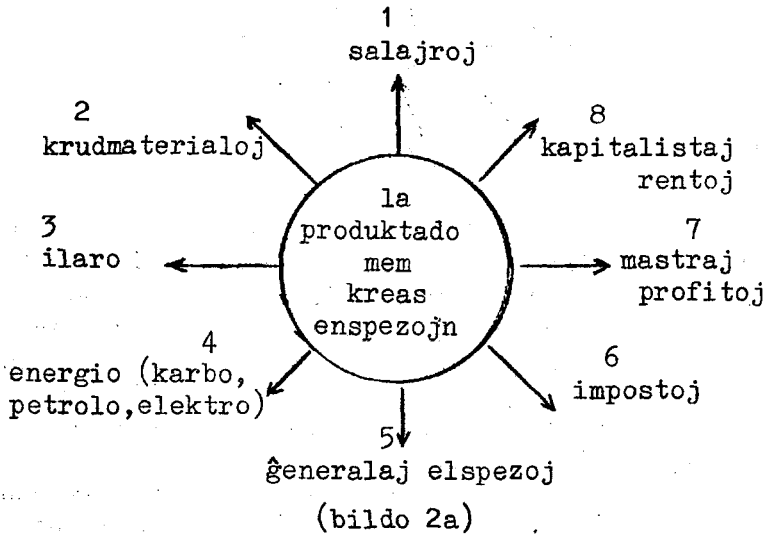 1
salajroj
2
krudmaterialoj
8
kapitalistaj
rentoj
la
produktado
mem
kreas
enspezojn
3
ilaro
7
mastraj
profitoj
4
energio (karbo,
petrolo,elektro)
6
impostoj
5
ĝeneralaj elspezoj
(bildo 2a)